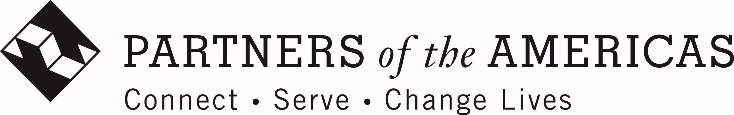 PARTNERS of the AMERICAS
Connect • Serve • Change Lives